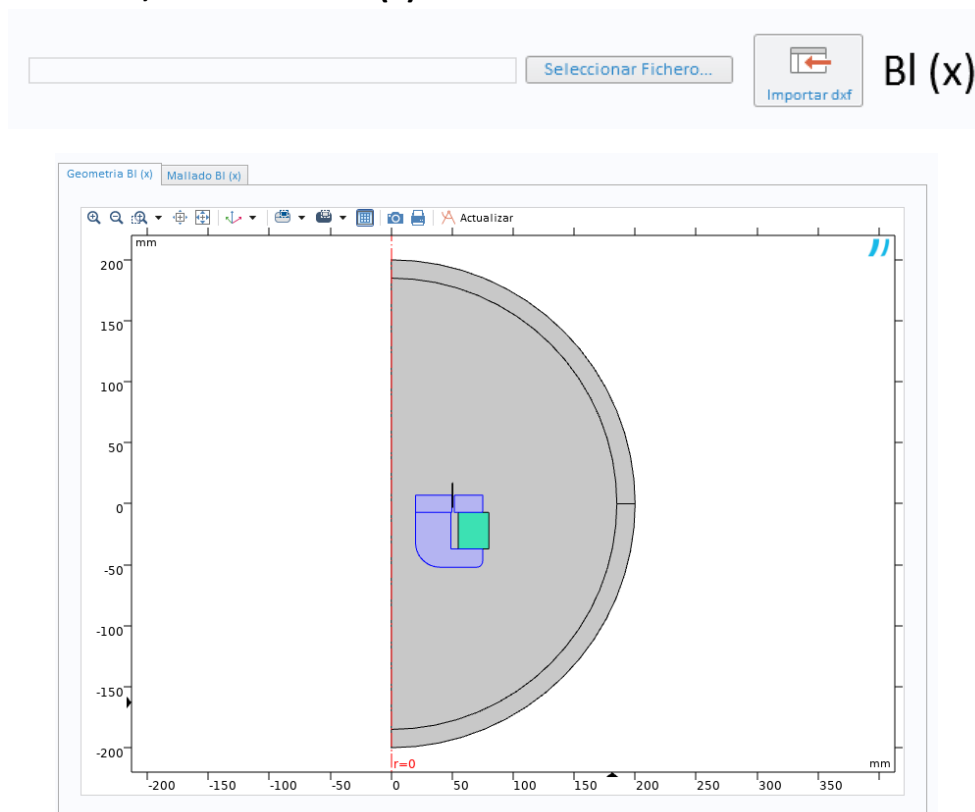 (x)
Seleccionar Fichero...
Importar dxf
Bl (x)
Geometria Bl (x)
Mallado Bl (x)
Actualizar
mm
200
150
100
50
0
-50
-100
-150
-200
r=0
mm
-200 -150 -100 -50 0 50 100 150 200 250 300 350